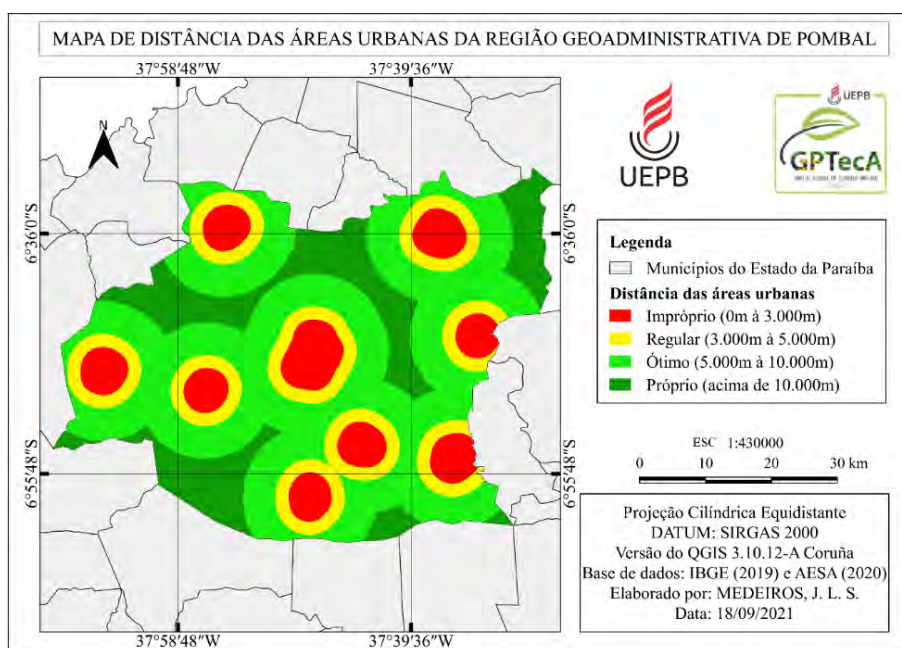 MAPA DE DISTÂNCIA DAS ÁREAS URBANAS DA REGIÃO GEOADMINISTRATIVA DE POMBAL
37°58'48"W
37°39'36"W
N
6°36'0"S
6°36'0"S
6°55'48"S
6°55'48"S
37°58'48"W
37°39'36"W
UEPB
UEPB
GPTecA
Legenda
Municípios do Estado da Paraíba
Distância das áreas urbanas
Impróprio (0m à 3.000m)
Regular (3.000m à 5.000m)
Ótimo (5.000m à 10.000m)
Próprio (acima de 10.000m)
ESC 1:430000
0 10 20 30 km
Projeção Cilíndrica Equidistante
DATUM: SIRGAS 2000
Versão do QGIS 3.10.12-A Coruña
Base de dados: IBGE (2019) e AESA (2020)
Elaborado por: MEDEIROS, J. L. S.
Data: 18/09/2021